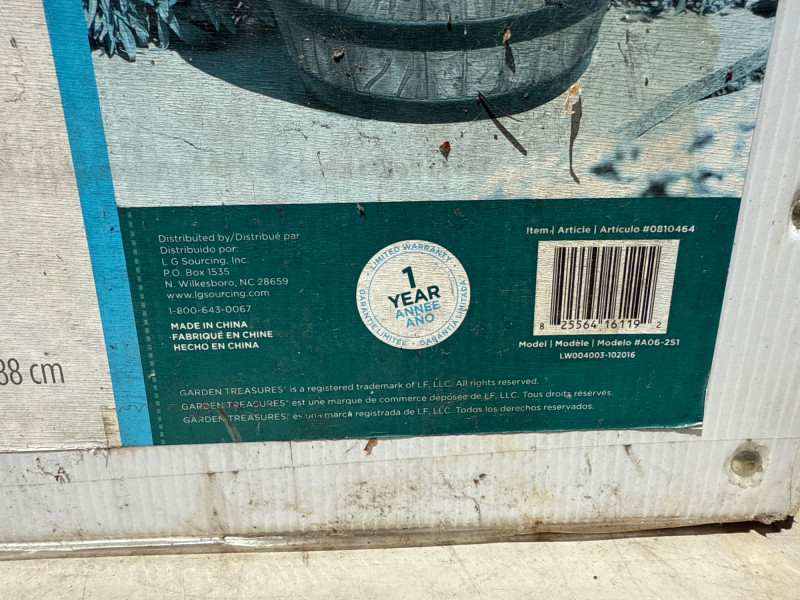 38 cm
Distributed by/Distribué par
Distribuido por:
L G Sourcing, Inc.
P.O. Box 1535
N. Wilkesboro, NC 28659
www.lgsourcing.com
1-800-643-0067
MADE IN CHINA
FABRIQUÉ EN CHINE
HECHO EN CHINA
LIMITED WARRANTY
1
YEAR
ANNÉE
AÑO
GARANTIE LIMITÉE • GARANTÍA LIMITADA
Item | Article | Artículo #0810464
8 25564 16119 2
Model | Modèle | Modelo #A06-251
LW004003-102016
GARDEN TREASURES® is a registered trademark of LF, LLC. All rights reserved.
GARDEN TREASURES® est une marque de commerce déposée de LF, LLC. Tous droits réservés.
GARDEN TREASURES® es una marca registrada de LF, LLC. Todos los derechos reservados.